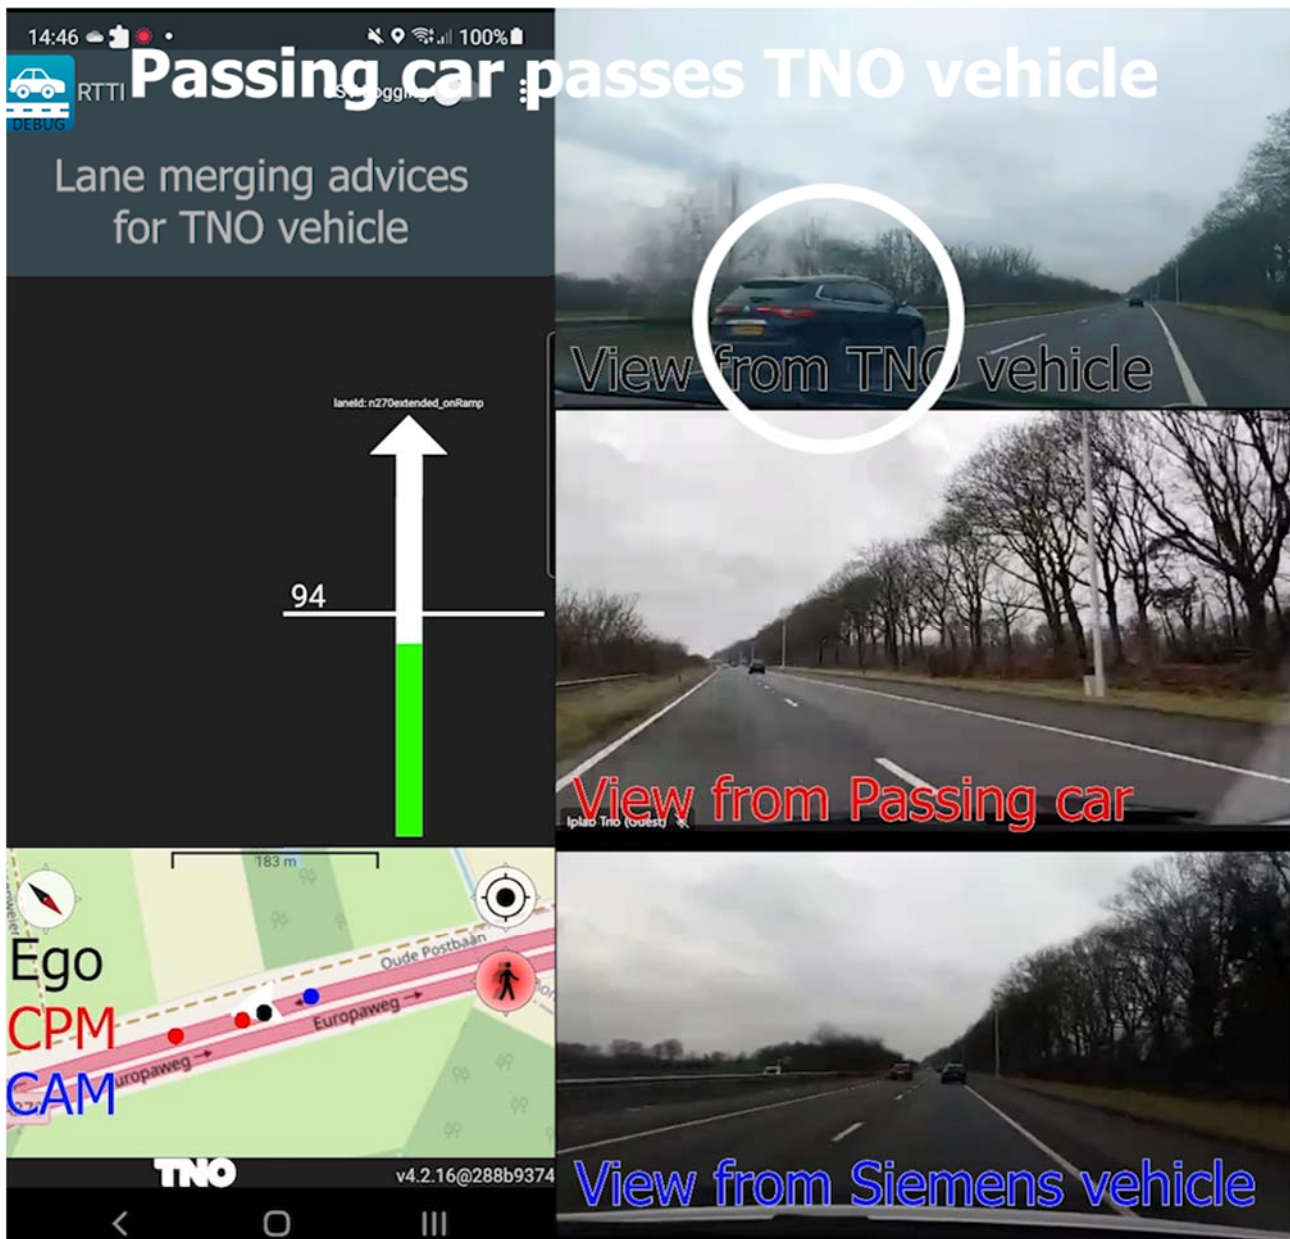 14:46
100%
Passing car passes TNO vehicle
RTTI
DEBUG
Lane merging advices
for TNO vehicle
View from TNO vehicle
laneId: n270extended_onRamp
94
View from Passing car
Iplab Tno (Guest)
183 m
Oude Postbaan
Europaweg
Ego
CPM
uropaweg
CAM
TNO
v4.2.16@288b9374
View from Siemens vehicle